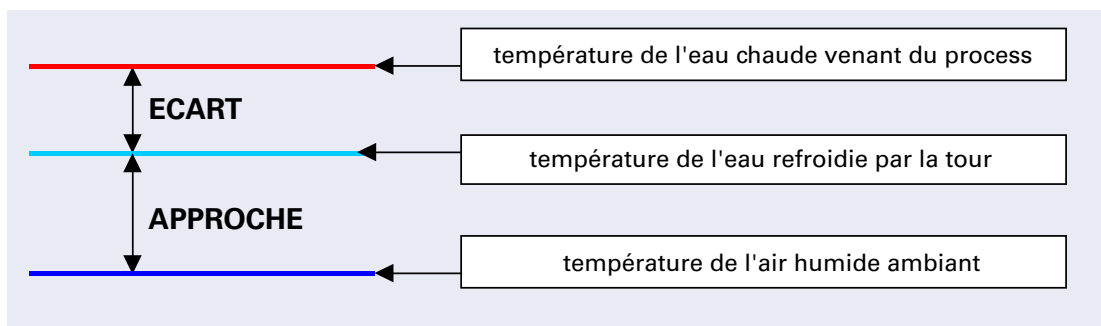 température de l'eau chaude venant du process
ECART
température de l'eau refroidie par la tour
APPROCHE
température de l'air humide ambiant